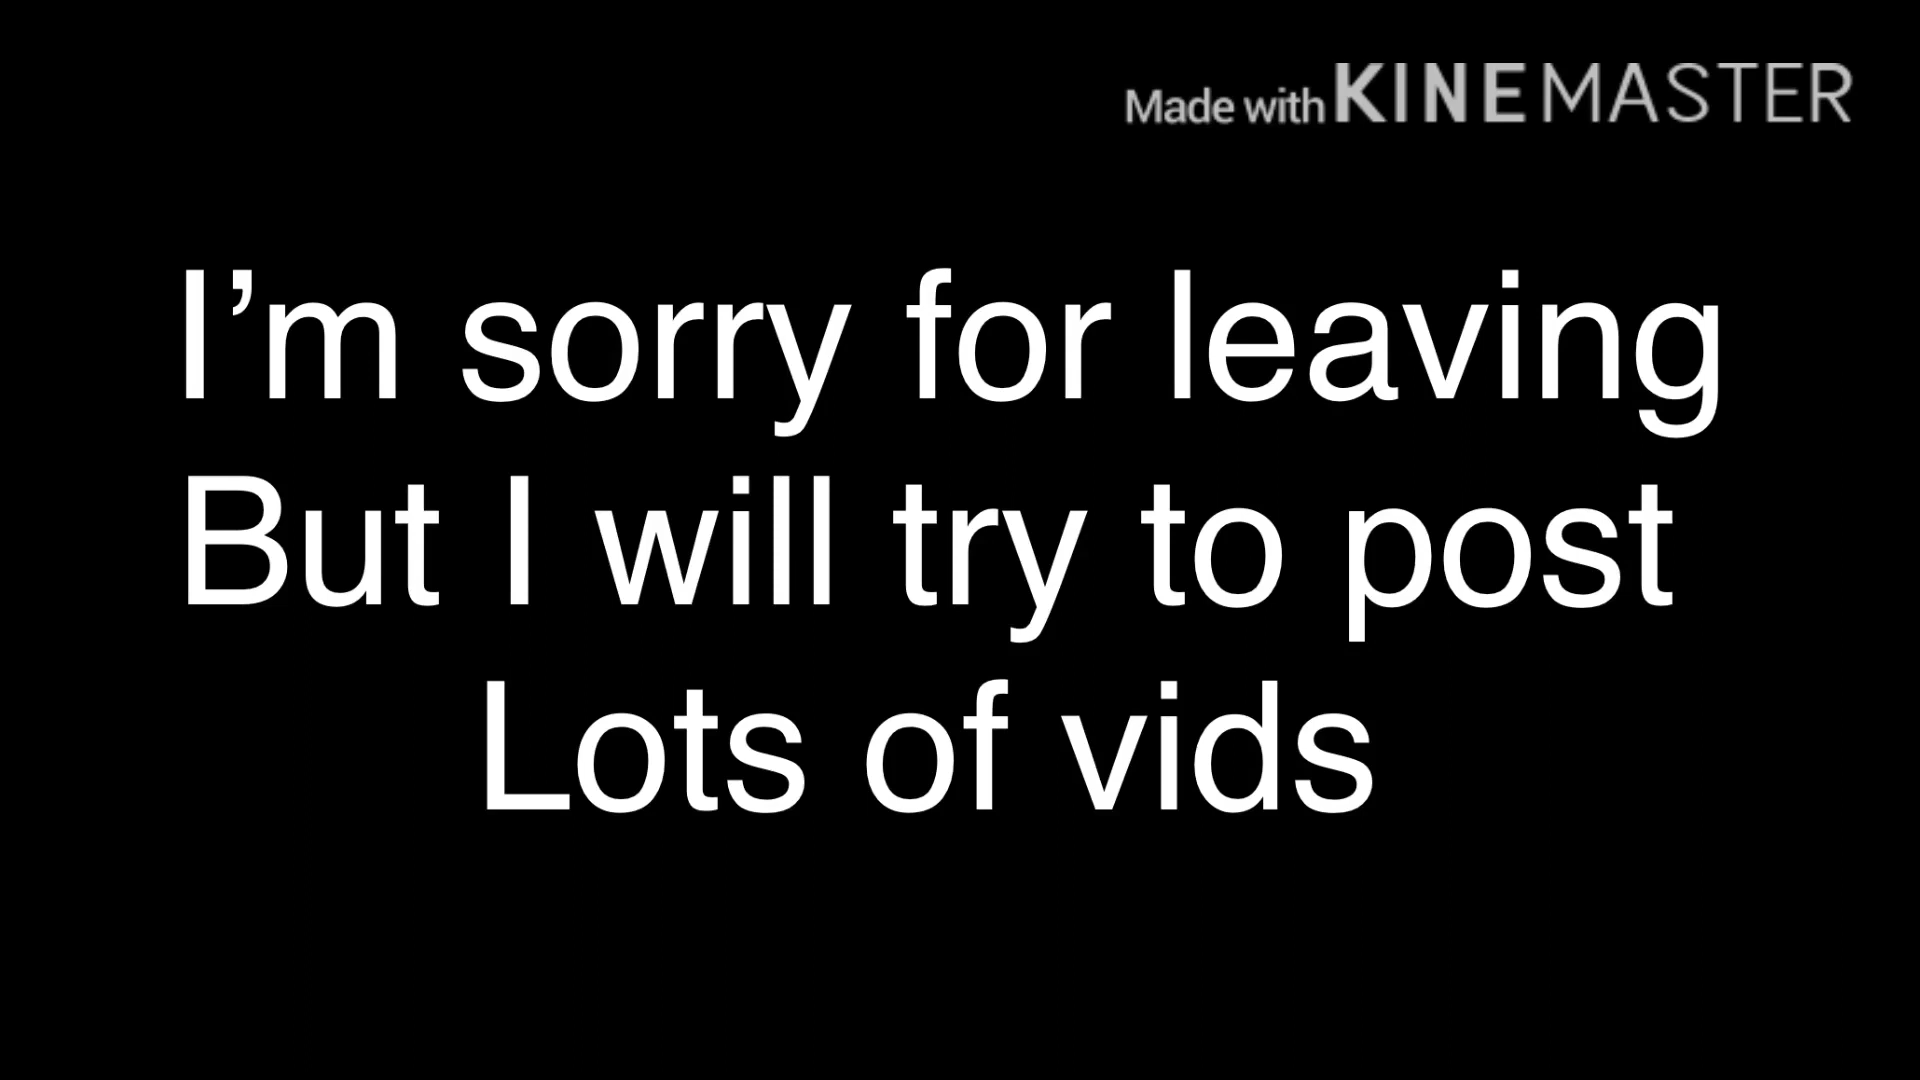 Made with KINEMASTER
I’m sorry for leaving
But I will try to post
Lots of vids